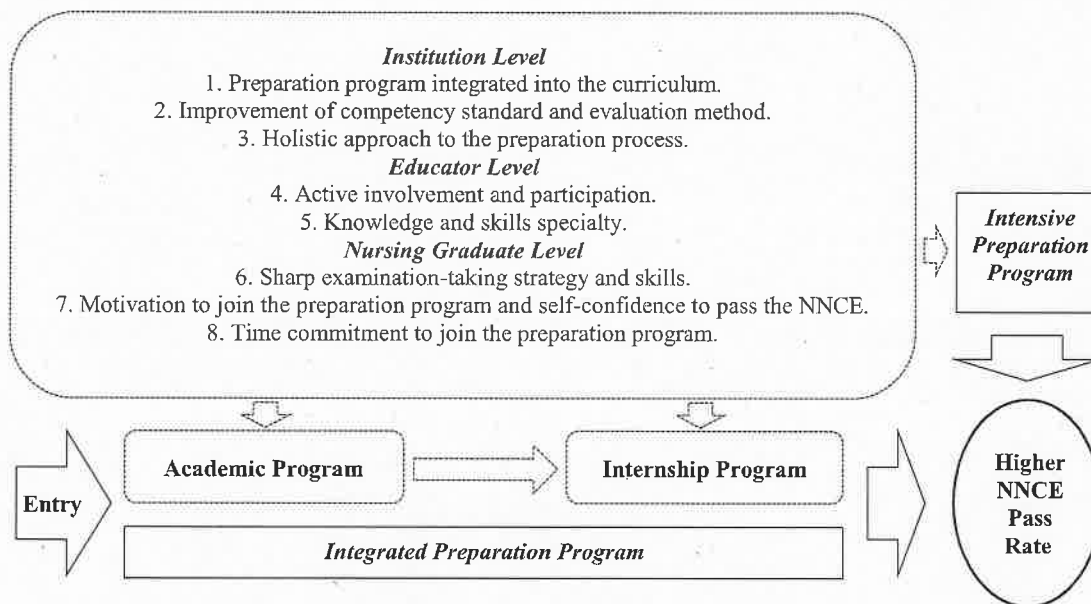 Institution Level
1. Preparation program integrated into the curriculum.
2. Improvement of competency standard and evaluation method.
3. Holistic approach to the preparation process.
Educator Level
4. Active involvement and participation.
5. Knowledge and skills specialty.
Nursing Graduate Level
6. Sharp examination-taking strategy and skills.
7. Motivation to join the preparation program and self-confidence to pass the NNCE.
8. Time commitment to join the preparation program.
Intensive
Preparation
Program
Entry
Academic Program
Internship Program
Integrated Preparation Program
Higher
NNCE
Pass
Rate